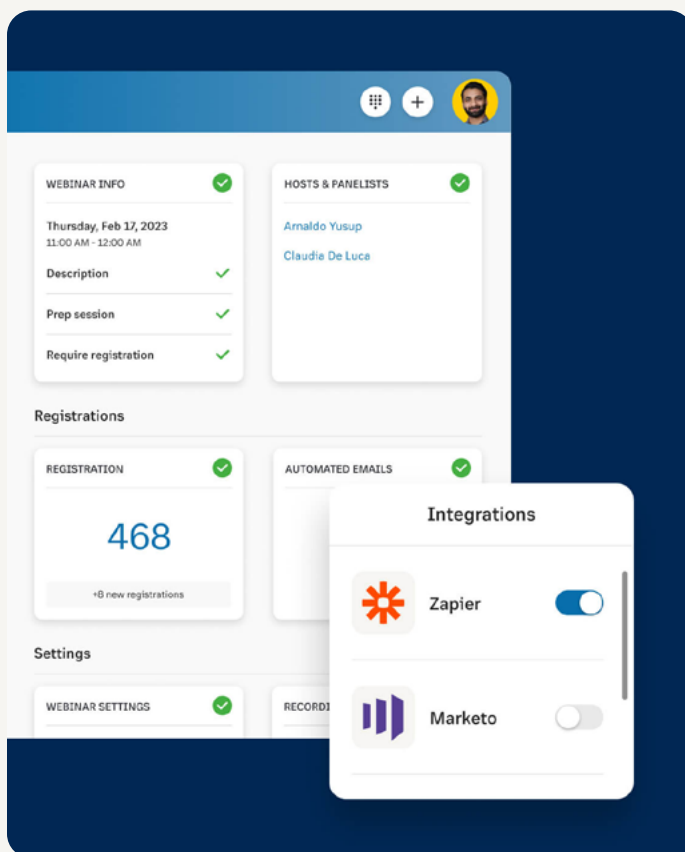 WEBINAR INFO
Thursday, Feb 17, 2023
11:00 AM - 12:00 AM
Description
Prep session
Require registration
HOSTS & PANELISTS
Arnaldo Yusup
Claudia De Luca
Registrations
REGISTRATION
468
+8 new registrations
AUTOMATED EMAILS
Settings
WEBINAR SETTINGS
RECORDI
Integrations
Zapier
Marketo